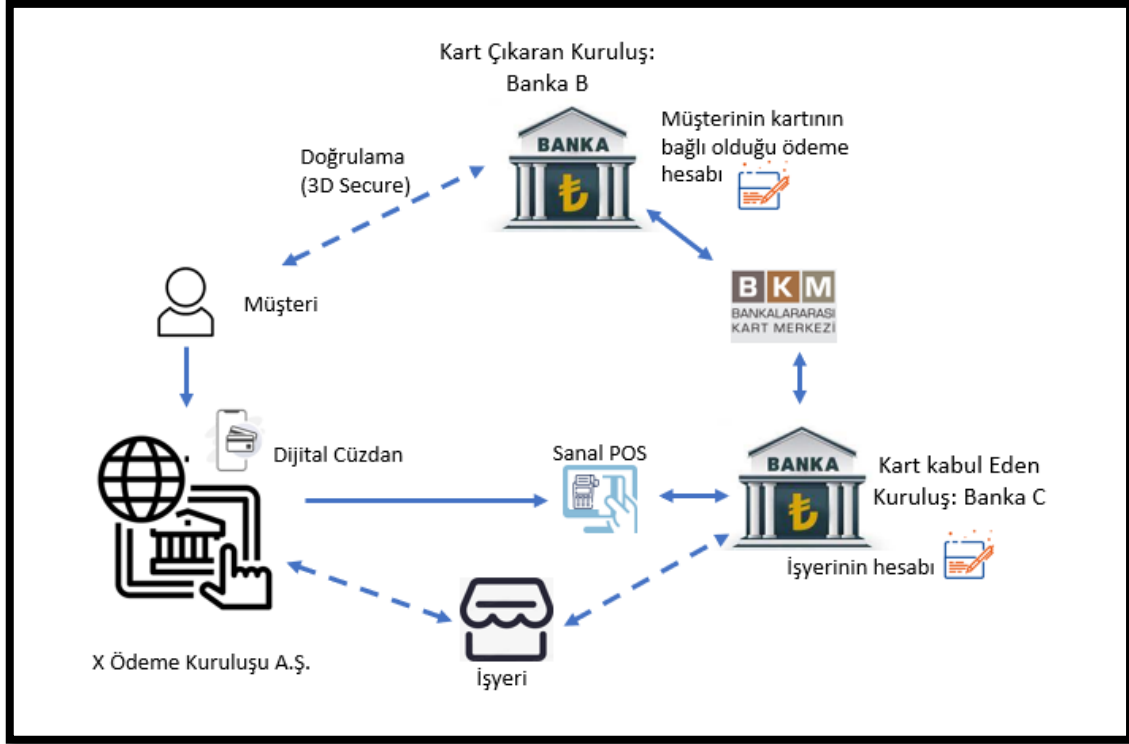 Kart Çıkaran Kuruluş:
Banka B
BANKA
Müşterinin kartının
bağlı olduğu ödeme
hesabı
Doğrulama
(3D Secure)
Müşteri
BKM
BANKALARARASI
KART MERKEZİ
Dijital Cüzdan
Sanal POS
BANKA
Kart kabul Eden
Kuruluş: Banka C
İşyerinin hesabı
X Ödeme Kuruluşu A.Ş.
İşyeri